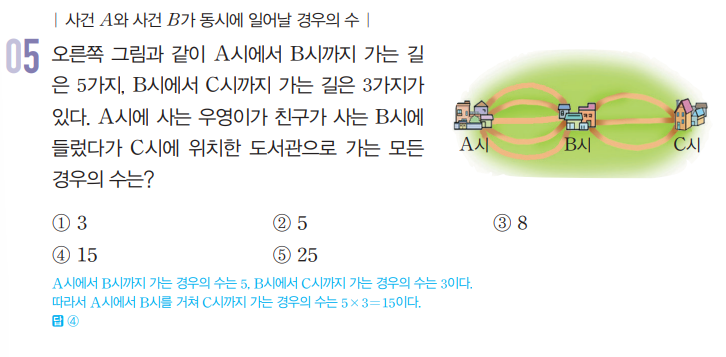 | 사건 A와 사건 B가 동시에 일어날 경우의 수 |
05 오른쪽 그림과 같이 A시에서 B시까지 가는 길
은 5가지, B시에서 C시까지 가는 길은 3가지가
있다. A시에 사는 우영이가 친구가 사는 B시에
들렀다가 C시에 위치한 도서관으로 가는 모든
경우의 수는?
A시 B시 C시
① 3 ② 5 ③ 8
④ 15 ⑤ 25
A시에서 B시까지 가는 경우의 수는 5, B시에서 C시까지 가는 경우의 수는 3이다.
따라서 A시에서 B시를 거쳐 C시까지 가는 경우의 수는 5×3=15이다.
답 ④